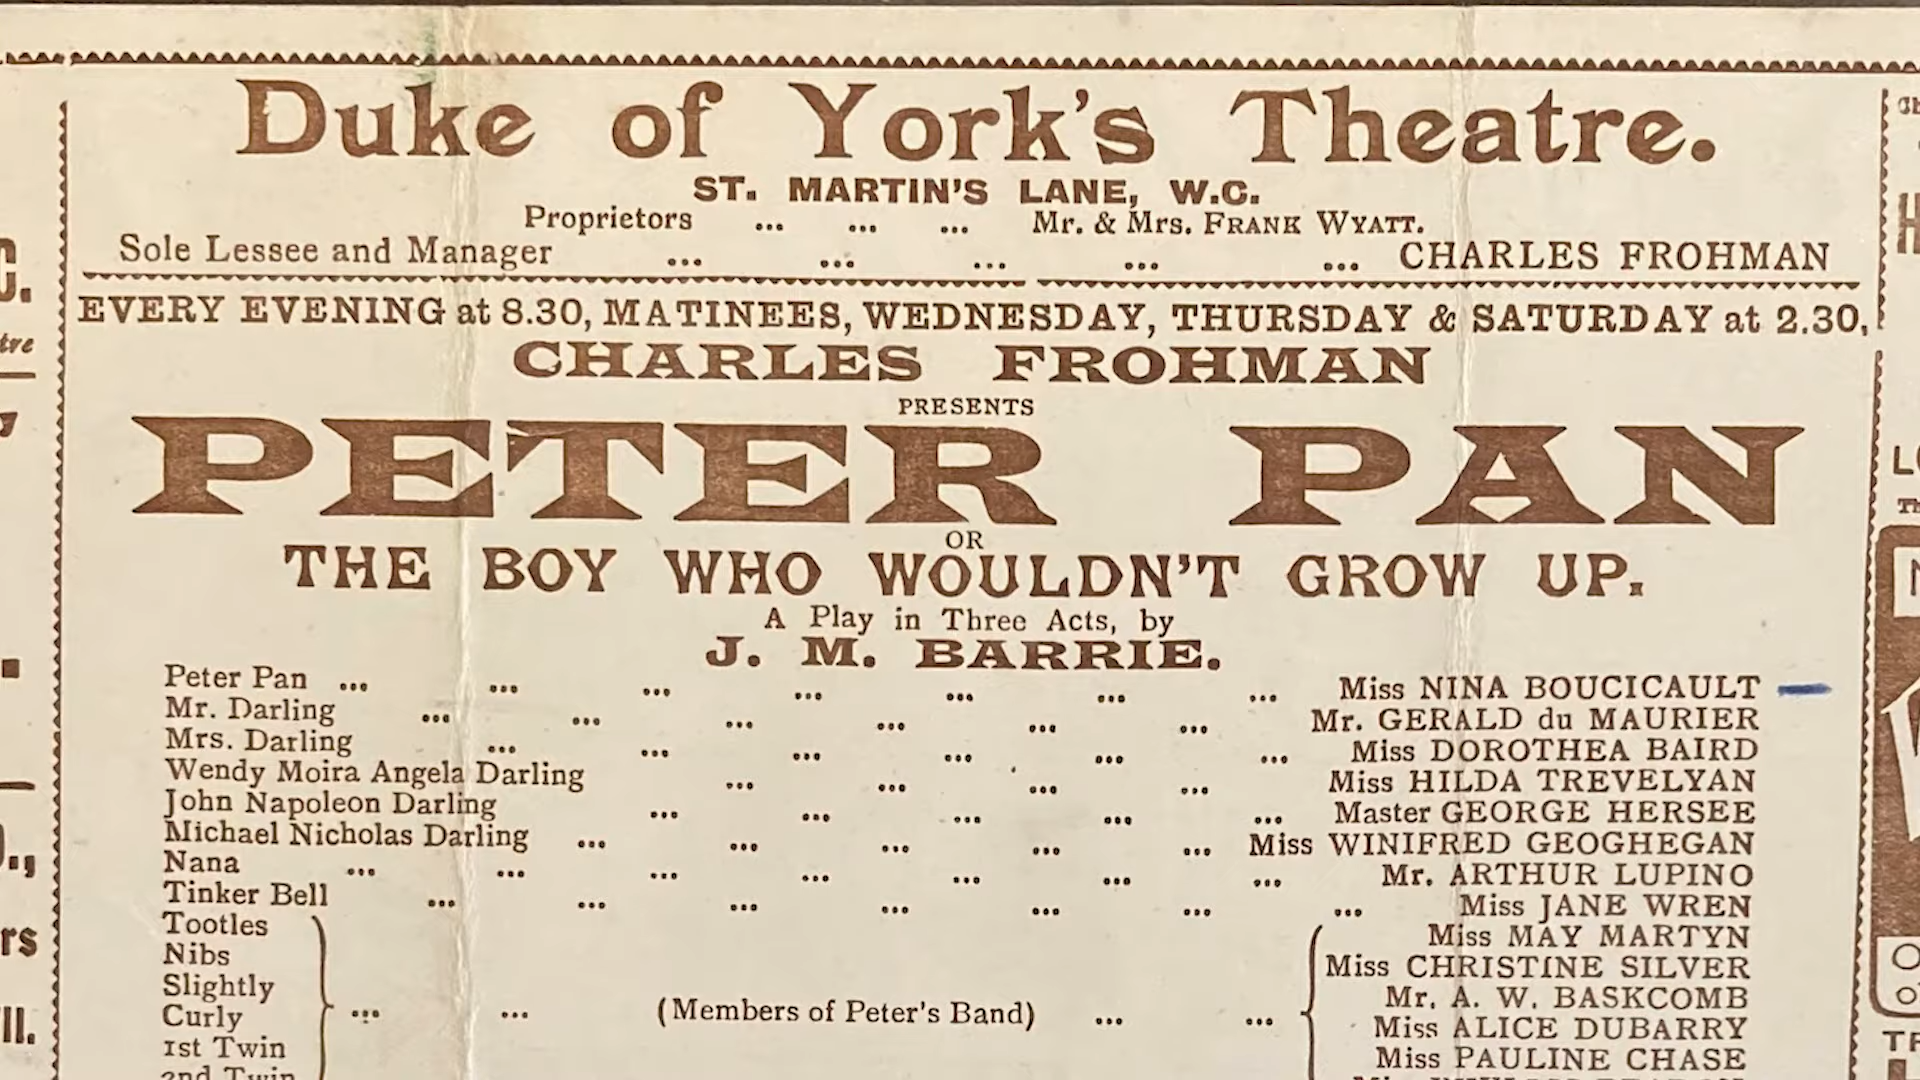 Duke of York's Theatre.
ST. MARTIN'S LANE, W.C.
Proprietors ... ... ... Mr. & Mrs. FRANK WYATT.
Sole Lessee and Manager ... ... ... ... ... CHARLES FROHMAN
EVERY EVENING at 8.30, MATINEES, WEDNESDAY, THURSDAY & SATURDAY at 2.30,
CHARLES FROHMAN
PRESENTS
PETER PAN
OR
THE BOY WHO WOULDN'T GROW UP.
A Play in Three Acts, by
J. M. BARRIE.
Peter Pan ... ... ... ... ... ... ... Miss NINA BOUCICAULT
Mr. Darling ... ... ... ... ... ... Mr. GERALD du MAURIER
Mrs. Darling ... ... ... ... ... ... Miss DOROTHEA BAIRD
Wendy Moira Angela Darling ... ... ... ... Miss HILDA TREVELYAN
John Napoleon Darling ... ... ... ... ... Master GEORGE HERSEE
Michael Nicholas Darling ... ... ... ... ... Miss WINIFRED GEOGHEGAN
Nana ... ... ... ... ... ... ... Mr. ARTHUR LUPINO
Tinker Bell ... ... ... ... ... ... ... Miss JANE WREN
Tootles Miss MAY MARTYN
Nibs Miss CHRISTINE SILVER
Slightly Mr. A. W. BASKCOMB
Curly ... ... (Members of Peter's Band) ... ... Miss ALICE DUBARRY
1st Twin Miss PAULINE CHASE
2nd Twin